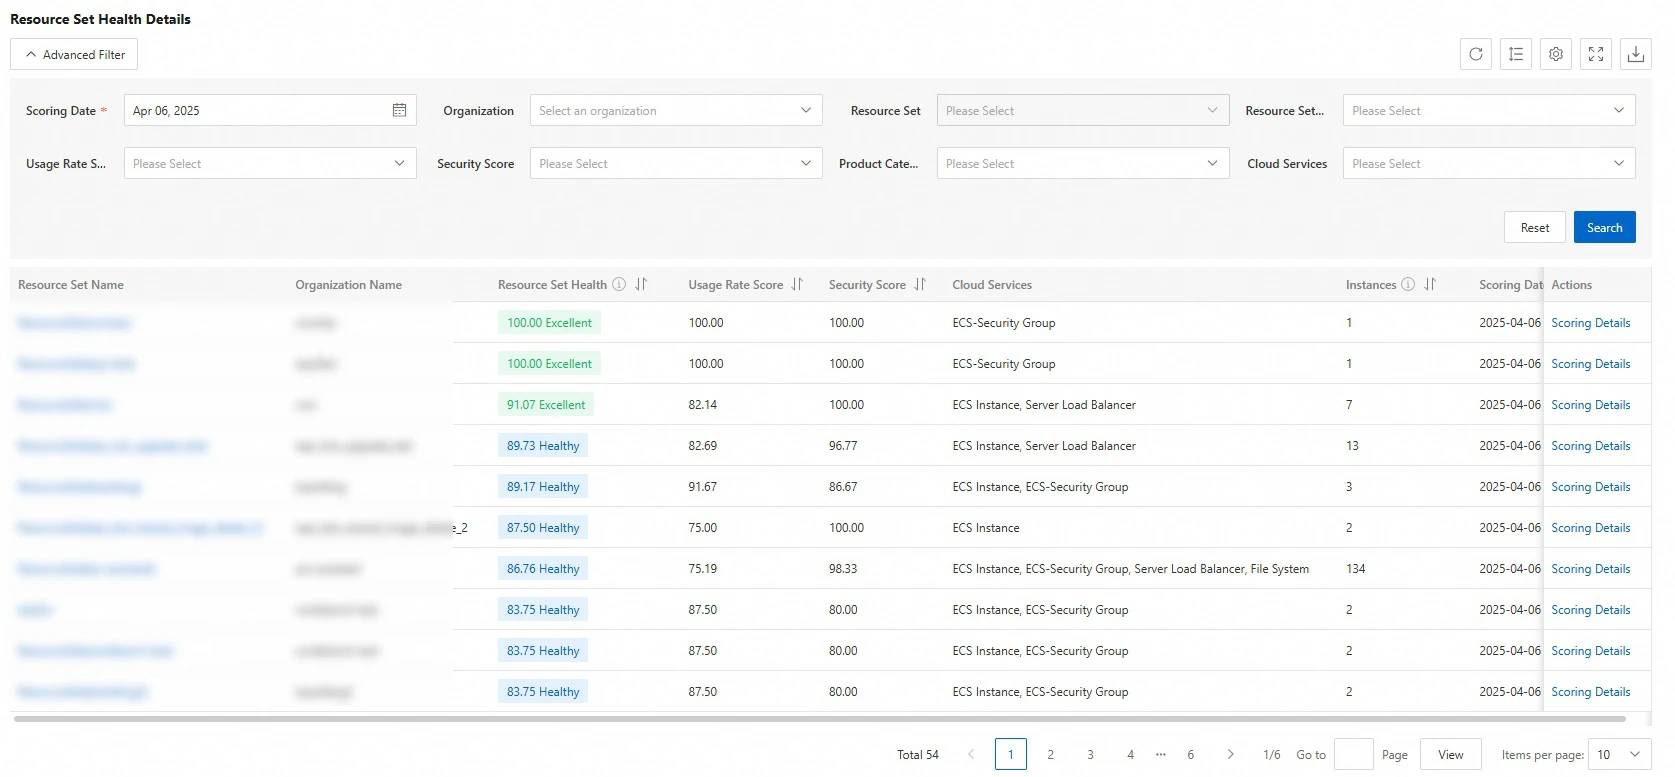 Resource Set Health Details
Advanced Filter
Scoring Date * Apr 06, 2025 Organization Select an organization Resource Set Please Select Resource Set... Please Select
Usage Rate S... Please Select Security Score Please Select Product Cate... Please Select Cloud Services Please Select
Reset Search
Resource Set Name Organization Name Resource Set Health Usage Rate Score Security Score Cloud Services Instances Scoring Dat Actions
100.00 Excellent 100.00 100.00 ECS-Security Group 1 2025-04-06 Scoring Details
100.00 Excellent 100.00 100.00 ECS-Security Group 1 2025-04-06 Scoring Details
91.07 Excellent 82.14 100.00 ECS Instance, Server Load Balancer 7 2025-04-06 Scoring Details
89.73 Healthy 82.69 96.77 ECS Instance, Server Load Balancer 13 2025-04-06 Scoring Details
89.17 Healthy 91.67 86.67 ECS Instance, ECS-Security Group 3 2025-04-06 Scoring Details
_2 87.50 Healthy 75.00 100.00 ECS Instance 2 2025-04-06 Scoring Details
86.76 Healthy 75.19 98.33 ECS Instance, ECS-Security Group, Server Load Balancer, File System 134 2025-04-06 Scoring Details
83.75 Healthy 87.50 80.00 ECS Instance, ECS-Security Group 2 2025-04-06 Scoring Details
83.75 Healthy 87.50 80.00 ECS Instance, ECS-Security Group 2 2025-04-06 Scoring Details
83.75 Healthy 87.50 80.00 ECS Instance, ECS-Security Group 2 2025-04-06 Scoring Details
Total 54 1 2 3 4 ... 6 1/6 Go to Page View Items per page: 10